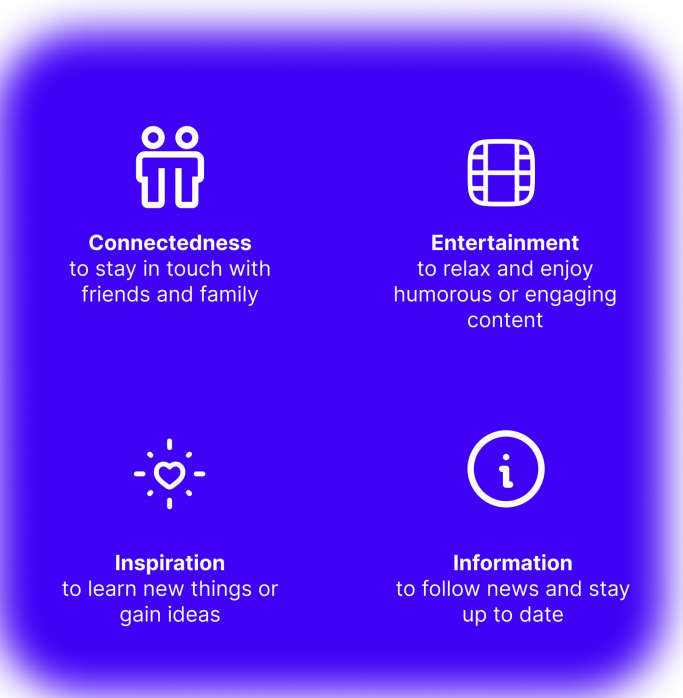 Connectedness
to stay in touch with
friends and family
Entertainment
to relax and enjoy
humorous or engaging
content
Inspiration
to learn new things or
gain ideas
Information
to follow news and stay
up to date